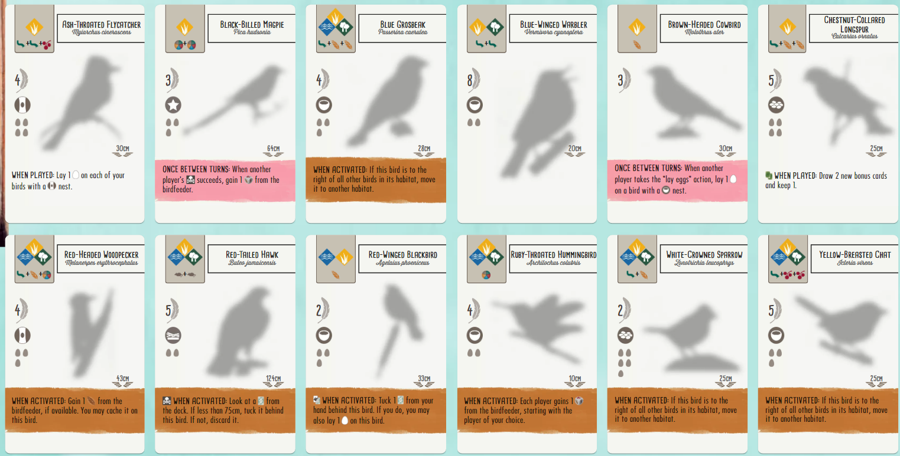 ASH-THROATED FLYCATCHER
Myiarchus cinerascens
4
30cm
WHEN PLAYED: Lay 1 on each of your
birds with a nest.
BLACK-BILLED MAGPIE
Pica hudsonia
3
64cm
ONCE BETWEEN TURNS: When another
player's succeeds, gain 1 from the
birdfeeder.
BLUE GROSBEAK
Passerina caerulea
4
28cm
WHEN ACTIVATED: If this bird is to the
right of all other birds in its habitat, move
it to another habitat.
BLUE-WINGED WARBLER
Vermivora cyanoptera
8
20cm
BROWN-HEADED COWBIRD
Molothrus ater
3
30cm
ONCE BETWEEN TURNS: When another
player takes the "lay eggs" action, lay 1
on a bird with a nest.
CHESTNUT-COLLARED
LONGSPUR
Calcarius ornatus
5
25cm
WHEN PLAYED: Draw 2 new bonus cards
and keep 1.
RED-HEADED WOODPECKER
Melanerpes erythrocephalus
4
43cm
WHEN ACTIVATED: Gain 1 from the
birdfeeder, if available. You may cache it on
this bird.
RED-TAILED HAWK
Buteo jamaicensis
5
124cm
WHEN ACTIVATED: Look at a from
the deck. If less than 75cm, tuck it behind
this bird. If not, discard it.
RED-WINGED BLACKBIRD
Agelaius phoeniceus
2
33cm
WHEN ACTIVATED: Tuck 1 from your
hand behind this bird. If you do, you may
also lay 1 on this bird.
RUBY-THROATED HUMMINGBIRD
Archilochus colubris
4
10cm
WHEN ACTIVATED: Each player gains 1
from the birdfeeder, starting with the
player of your choice.
WHITE-CROWNED SPARROW
Zonotrichia leucophrys
2
25cm
WHEN ACTIVATED: If this bird is to the
right of all other birds in its habitat, move
it to another habitat.
YELLOW-BREASTED CHAT
Icteria virens
5
25cm
WHEN ACTIVATED: If this bird is to the
right of all other birds in its habitat, move
it to another habitat.